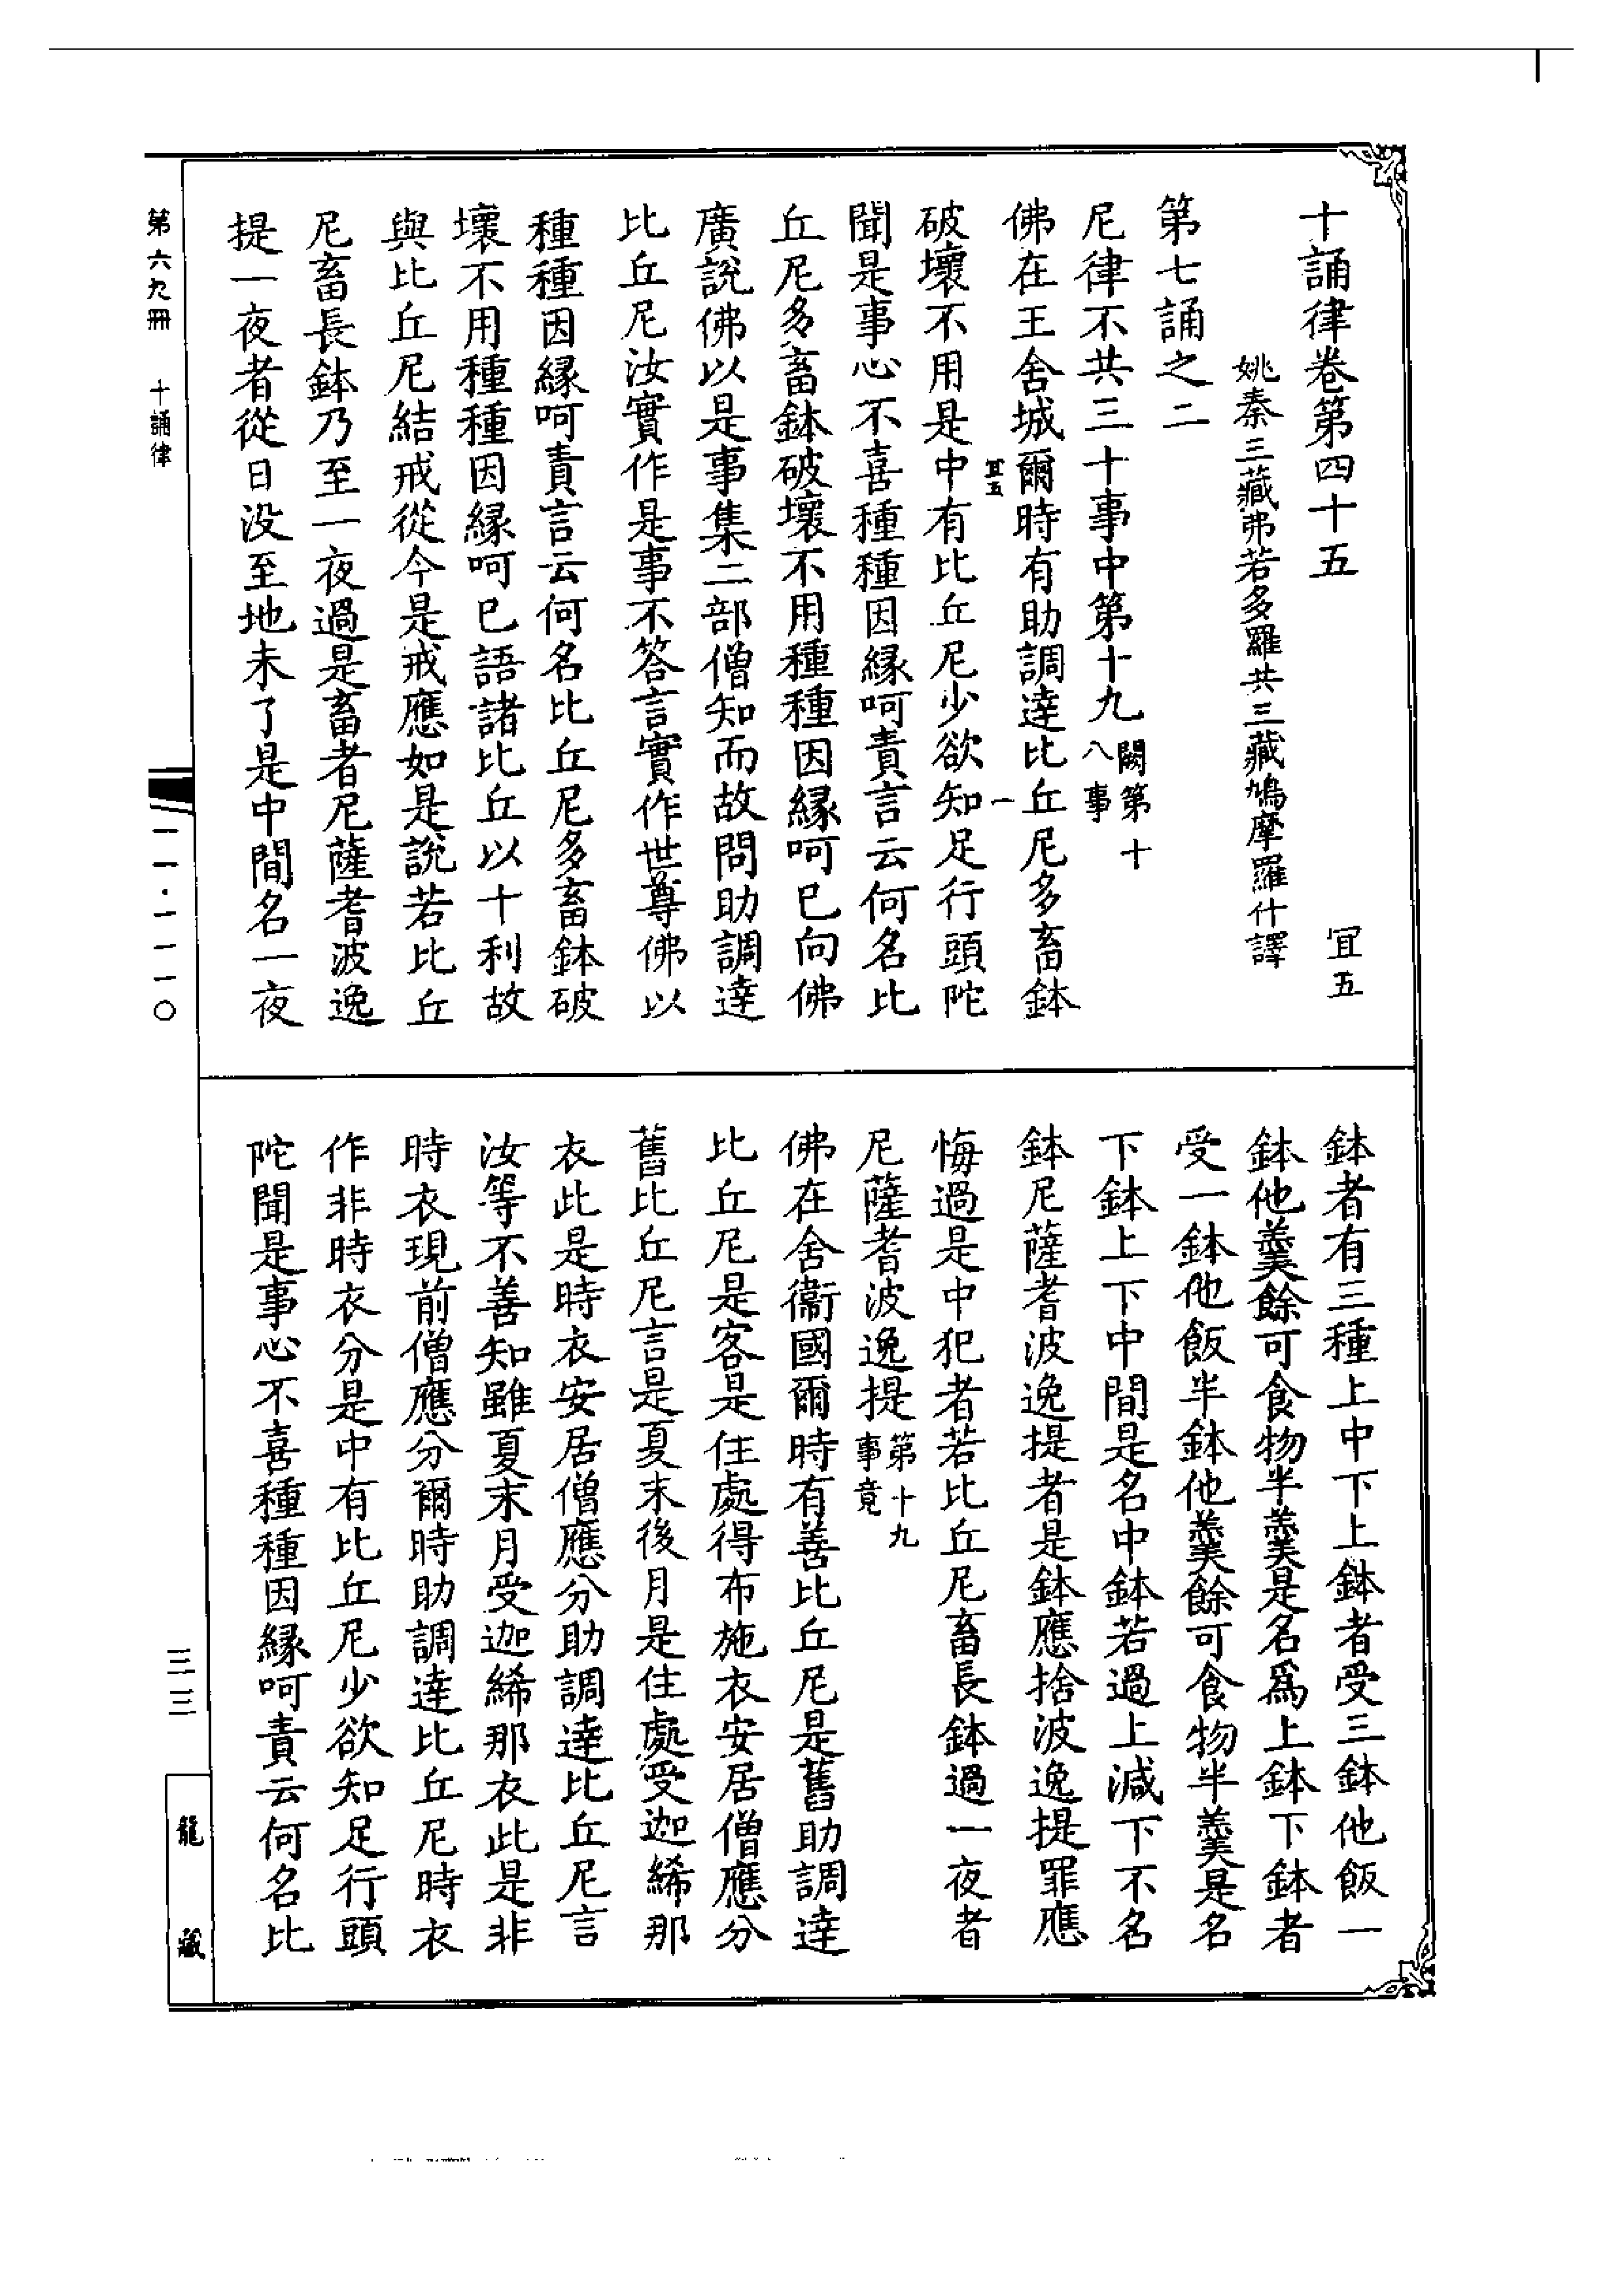 十誦律卷第四十五　宜五
姚秦三藏弗若多羅共三藏鳩摩羅什譯
第七誦之二
尼律不共三十事中第十九闕第十八事
佛在王舍城爾時有助調達比丘尼多畜鉢
宜五　一
破壞不用是中有比丘尼少欲知足行頭陀
聞是事心不喜種種因緣呵責言云何名比
丘尼多畜鉢破壞不用種種因緣呵已向佛
廣說佛以是事集二部僧知而故問助調達
比丘尼汝實作是事不答言實作世尊佛以
種種因緣呵責言云何名比丘尼多畜鉢破
壞不用種種因緣呵已語諸比丘以十利故
與比丘尼結戒從今是戒應如是說若比丘
尼畜長鉢乃至一夜過是畜者尼薩耆波逸
提一夜者從日没至地未了是中間名一夜
鉢者有三種上中下上鉢者受三鉢他飯一
鉢他羹餘可食物半羹是名爲上鉢下鉢者
受一鉢他飯半鉢他羹餘可食物半羹是名
下鉢上下中間是名中鉢若過上減下不名
鉢尼薩耆波逸提者是鉢應捨波逸提罪應
悔過是中犯者若比丘尼畜長鉢過一夜者
尼薩耆波逸提第十九事竟
佛在舍衞國爾時有善比丘尼是舊助調達
比丘尼是客是住處得布施衣安居僧應分
舊比丘尼言是夏末後月是住處受迦絺那
衣此是時衣安居僧應分助調達比丘尼言
汝等不善知雖夏末月受迦絺那衣此是非
時衣現前僧應分爾時助調達比丘尼時衣
作非時衣分是中有比丘尼少欲知足行頭
陀聞是事心不喜種種因緣呵責云何名比
第六九冊　十誦律
一一·一一一〇
三三
龍藏